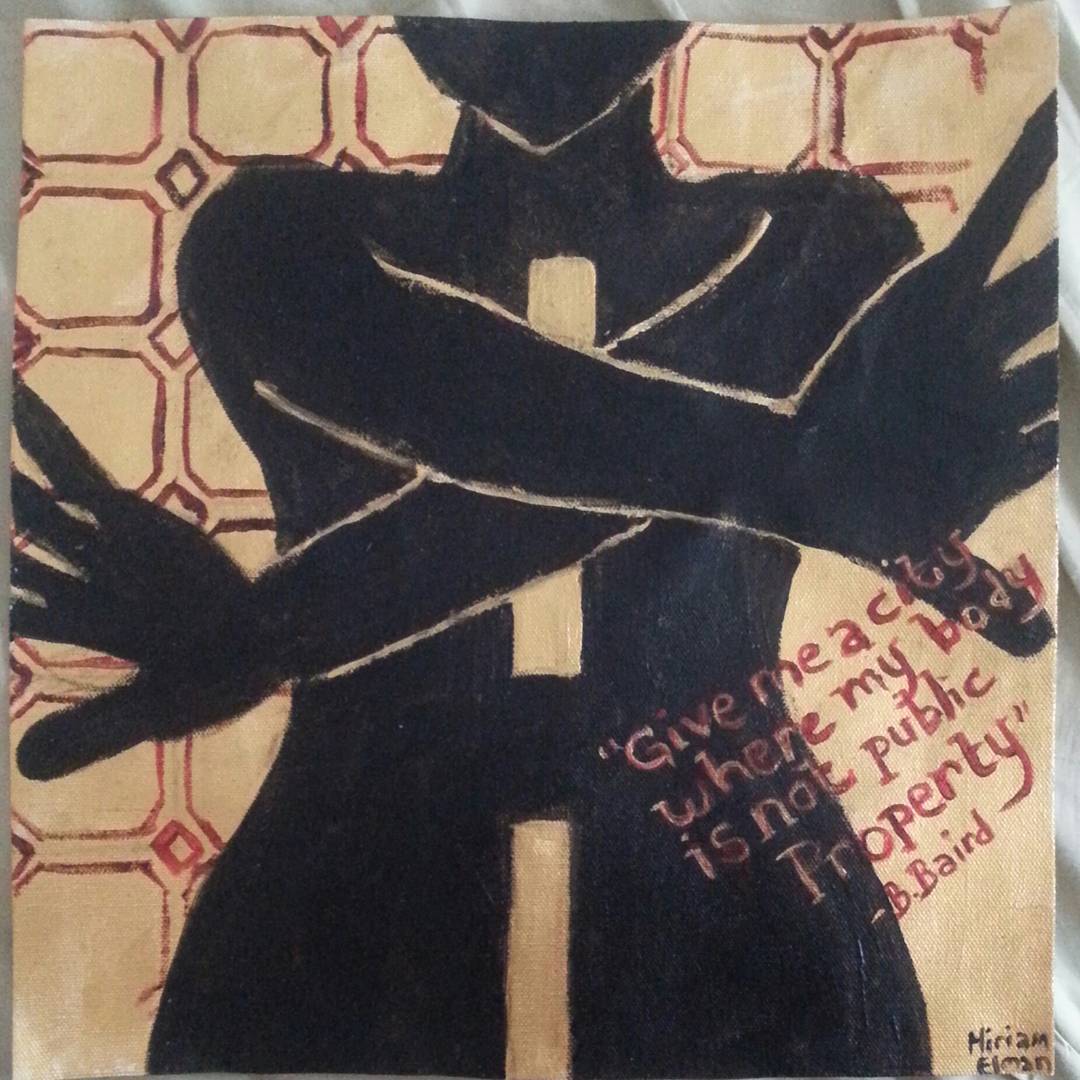 "Give me a city
where my body
is not public
Property"
-B.Baird
Miriam
Elman